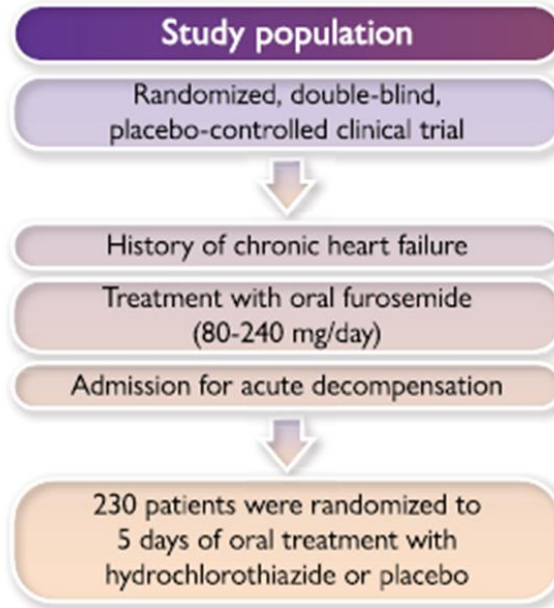 Study population
Randomized, double-blind,
placebo-controlled clinical trial
History of chronic heart failure
Treatment with oral furosemide
(80-240 mg/day)
Admission for acute decompensation
230 patients were randomized to
5 days of oral treatment with
hydrochlorothiazide or placebo